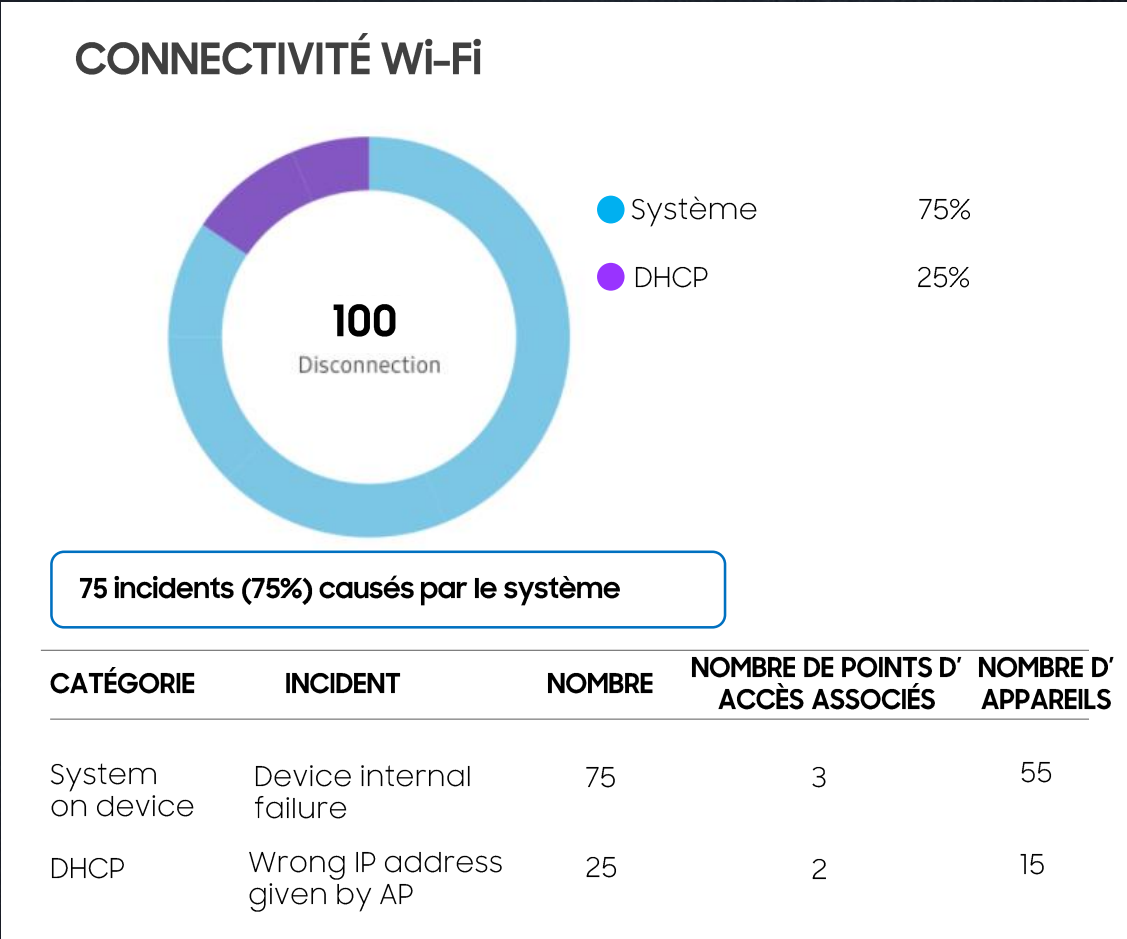 CONNECTIVITÉ Wi-Fi
Système 75%
DHCP 25%
100
Disconnection
75 incidents (75%) causés par le système
CATÉGORIE INCIDENT NOMBRE NOMBRE DE POINTS D' ACCÈS ASSOCIÉS NOMBRE D' APPAREILS
System on device Device internal failure 75 3 55
DHCP Wrong IP address given by AP 25 2 15